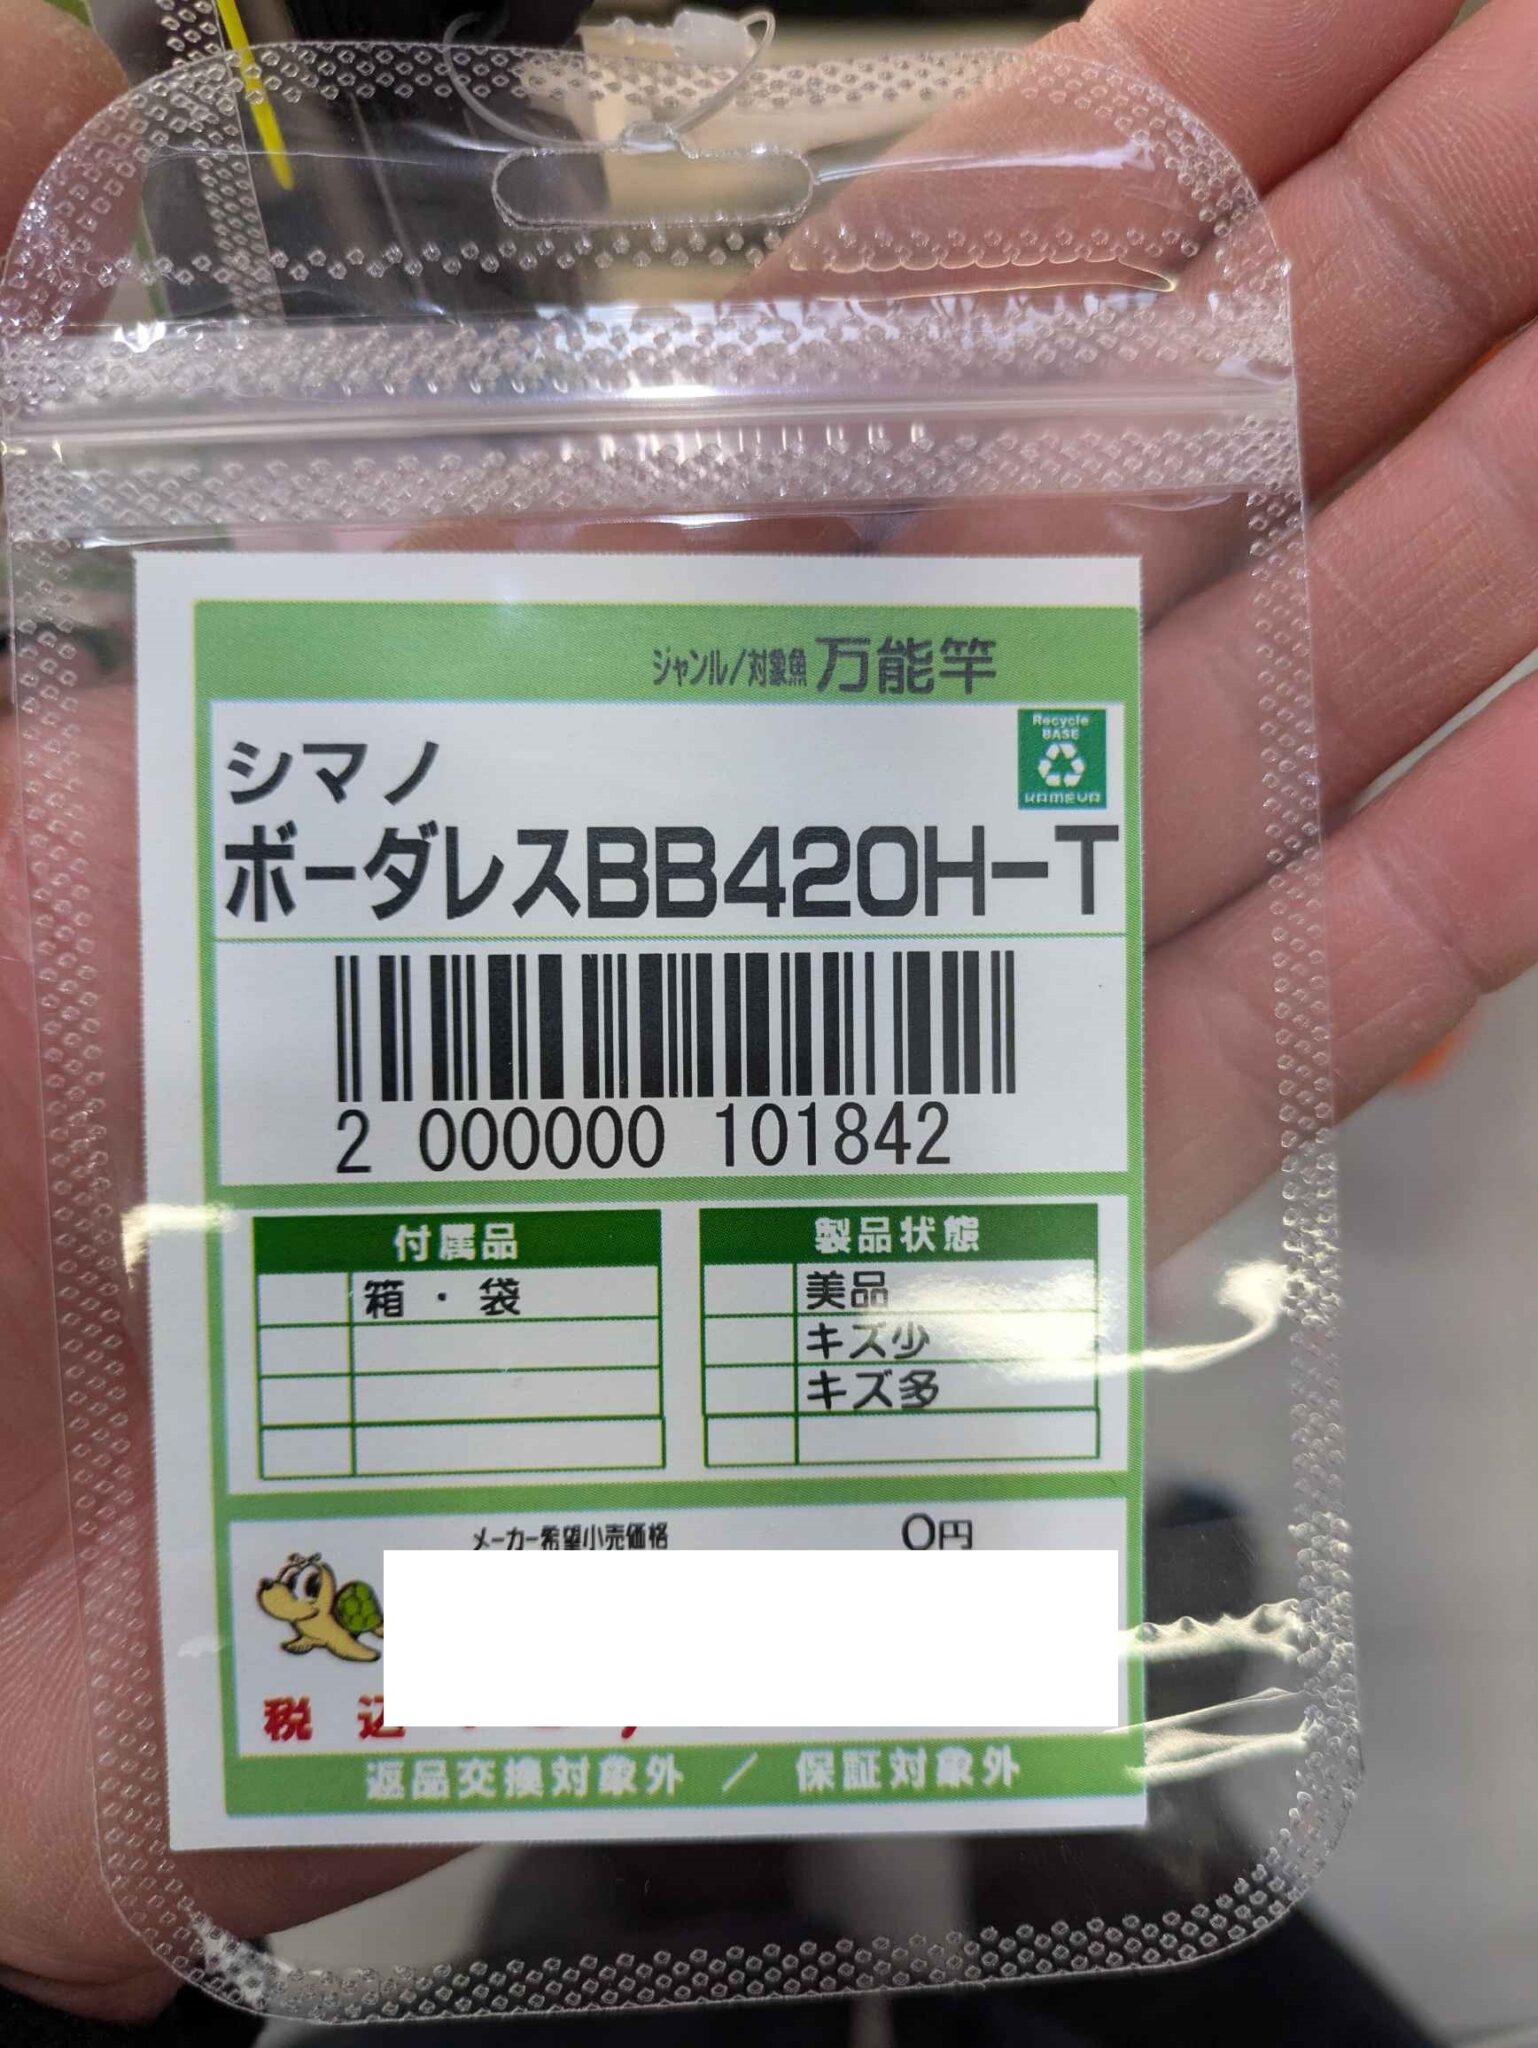 ジャンル/対象魚 万能竿
Recycle
BASE
KAMEYA
シマノ
ボーダレスBB420H-T
2 000000 101842
付属品
箱・袋
製品状態
美品
キズ少
キズ多
メーカー希望小売価格 0円
税込
返品交換対象外 / 保証対象外